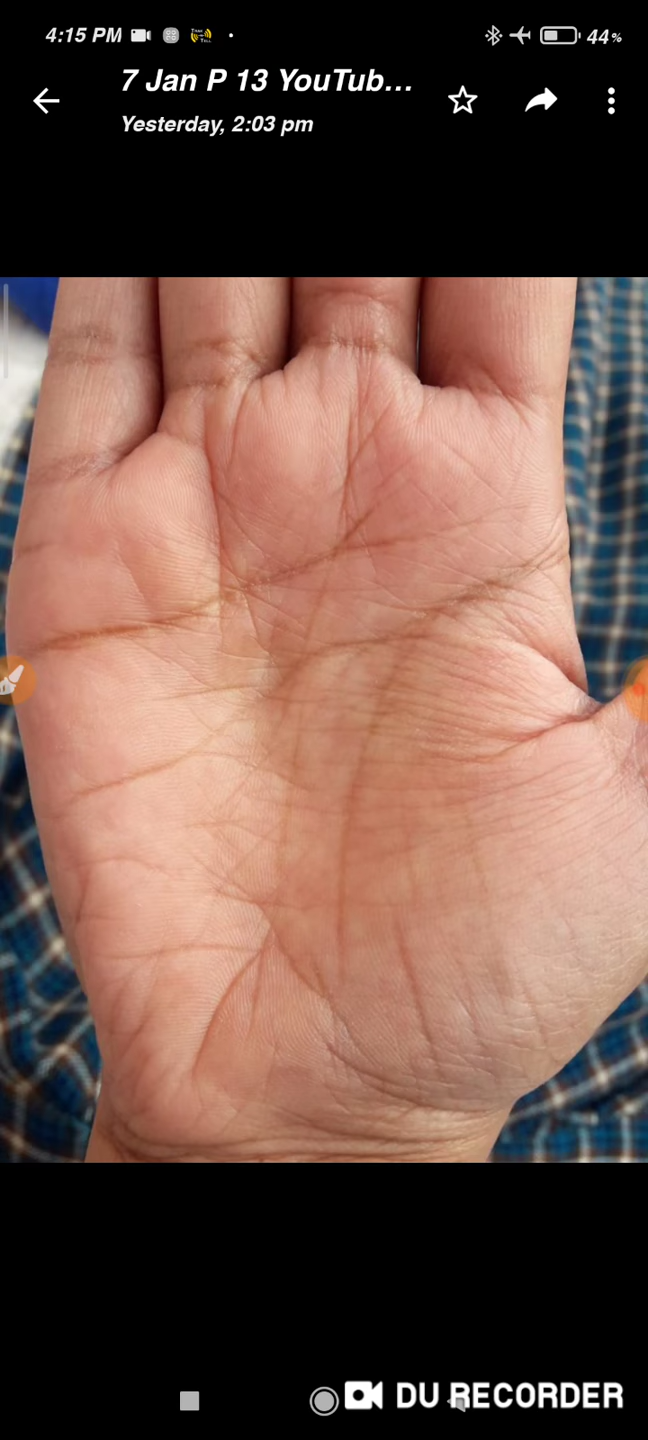 4:15 PM
44%
7 Jan P 13 YouTub...
Yesterday, 2:03 pm
DU RECORDER